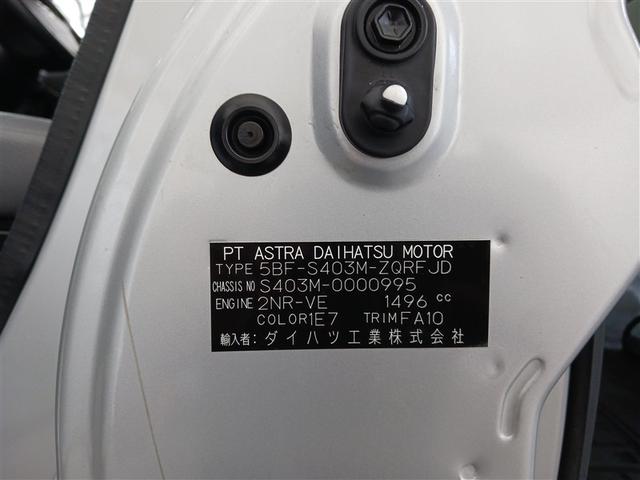 PT ASTRA DAIHATSU MOTOR
TYPE 5BF-S403M-ZQRFJD
CHASSIS NO S403M-0000995
ENGINE 2NR-VE 1496 cc
COLOR 1E7 TRIM FA10
輸入者: ダイハツ工業株式会社